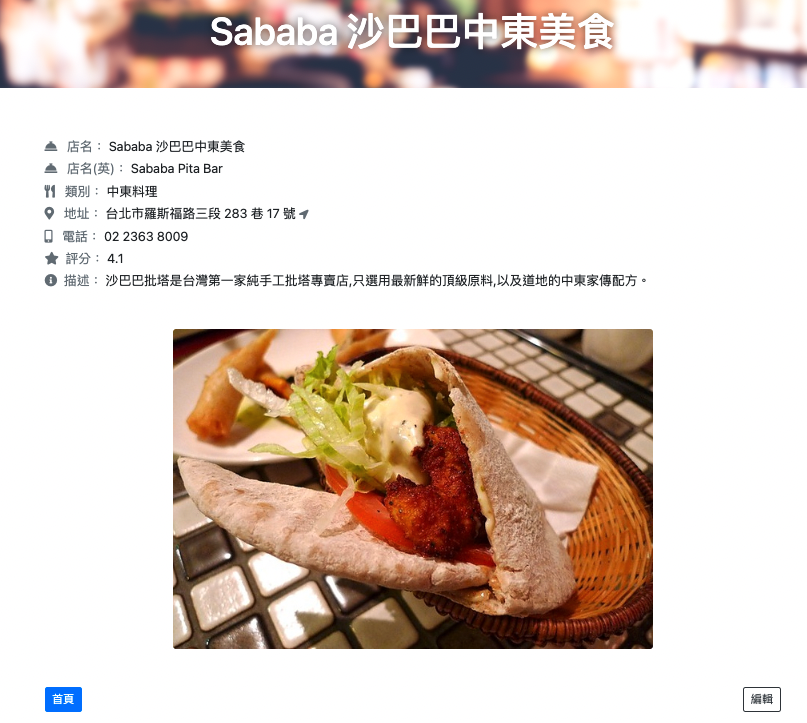 Sababa 沙巴巴中東美食
店名： Sababa 沙巴巴中東美食
店名(英)： Sababa Pita Bar
類別： 中東料理
地址： 台北市羅斯福路三段 283 巷 17 號
電話： 02 2363 8009
評分： 4.1
描述： 沙巴巴批塔是台灣第一家純手工批塔專賣店,只選用最新鮮的頂級原料,以及道地的中東家傳配方。
首頁
編輯